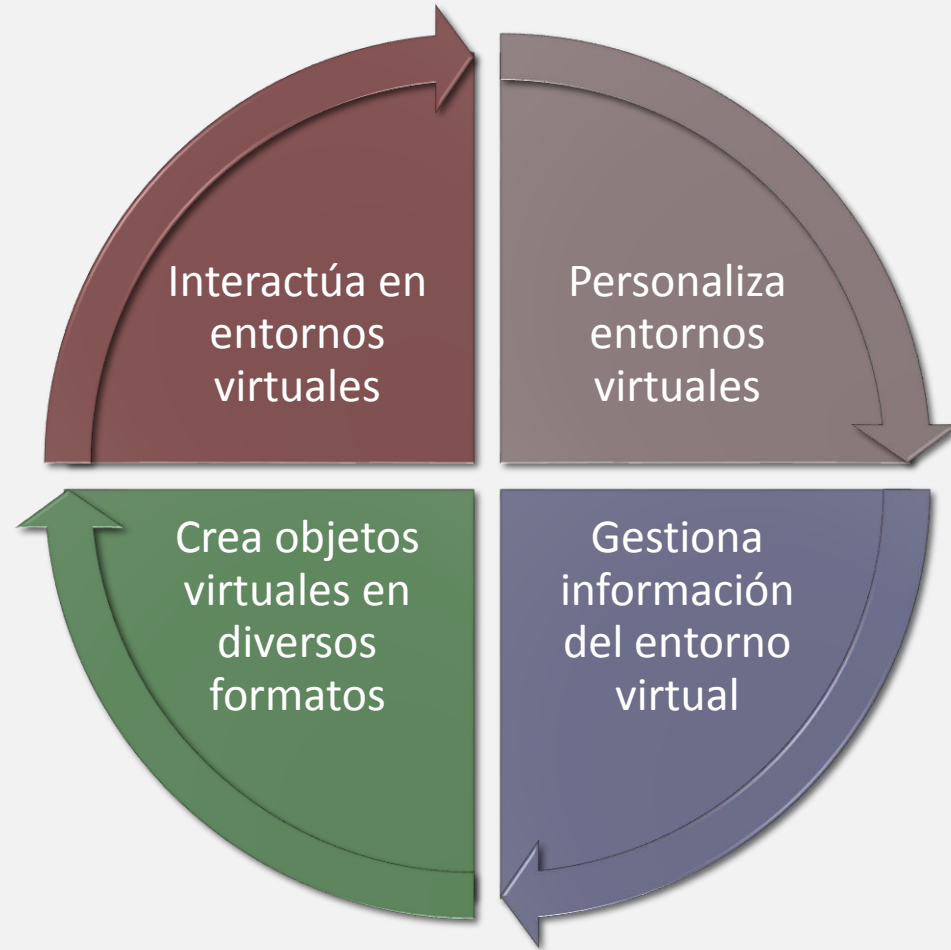 Interactúa en
entornos
virtuales
Personaliza
entornos
virtuales
Crea objetos
virtuales en
diversos
formatos
Gestiona
información
del entorno
virtual